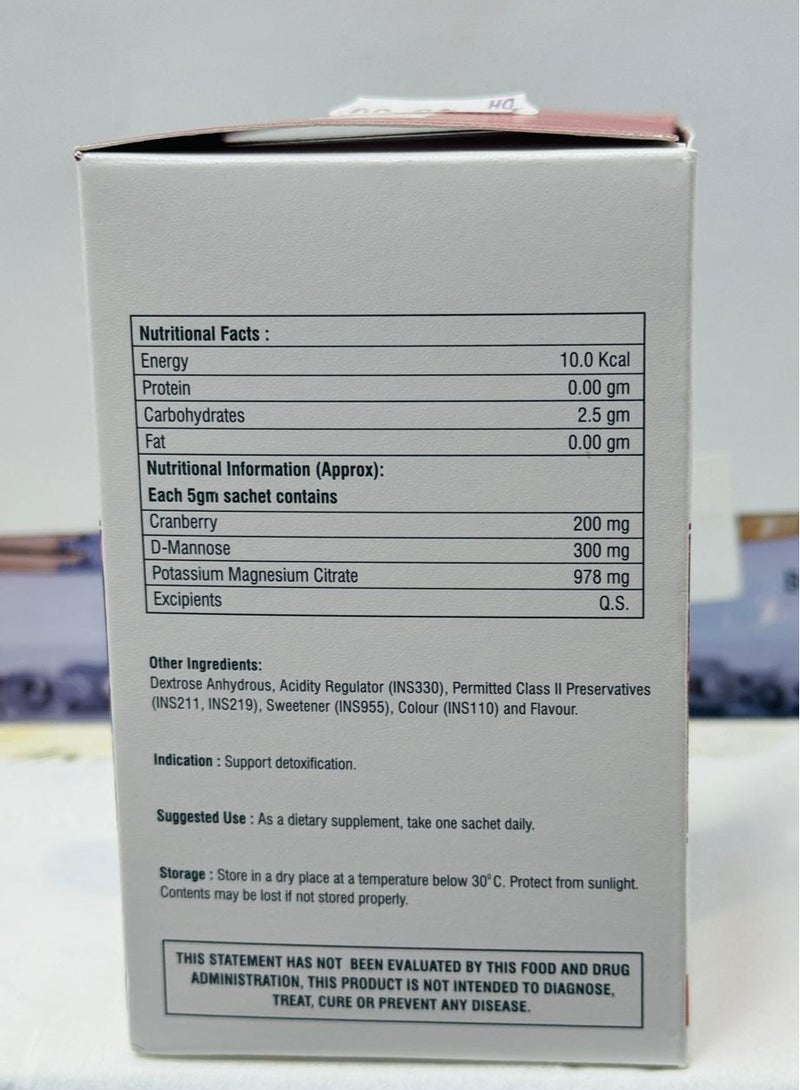 HQ
Nutritional Facts :
Energy 10.0 Kcal
Protein 0.00 gm
Carbohydrates 2.5 gm
Fat 0.00 gm
Nutritional Information (Approx):
Each 5gm sachet contains
Cranberry 200 mg
D-Mannose 300 mg
Potassium Magnesium Citrate 978 mg
Excipients Q.S.
Other Ingredients:
Dextrose Anhydrous, Acidity Regulator (INS330), Permitted Class II Preservatives
(INS211, INS219), Sweetener (INS955), Colour (INS110) and Flavour.
Indication : Support detoxification.
Suggested Use : As a dietary supplement, take one sachet daily.
Storage : Store in a dry place at a temperature below 30°C. Protect from sunlight.
Contents may be lost if not stored properly.
THIS STATEMENT HAS NOT BEEN EVALUATED BY THIS FOOD AND DRUG
ADMINISTRATION, THIS PRODUCT IS NOT INTENDED TO DIAGNOSE,
TREAT, CURE OR PREVENT ANY DISEASE.